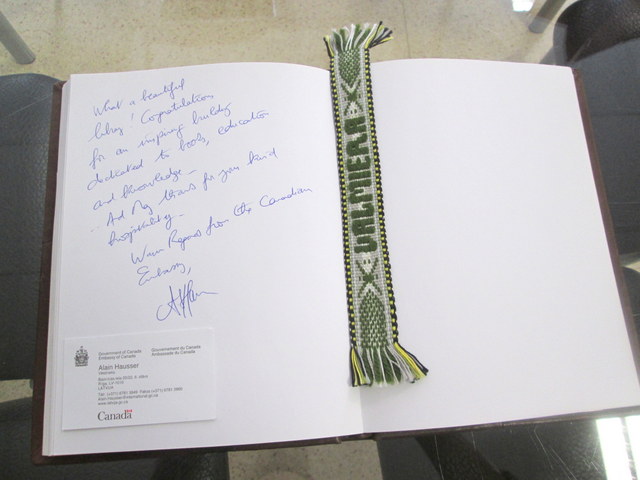 What a beautiful
library! Congratulations
for an inspiring building
dedicated to books, education
and knowledge -
And My thanks for your kind
hospitality -
Warm Regards from the Canadian
Embassy,
VALMIERA
Government of Canada
Embassy of Canada
Gouvernement du Canada
Ambassade du Canada
Alain Hausser
Canada